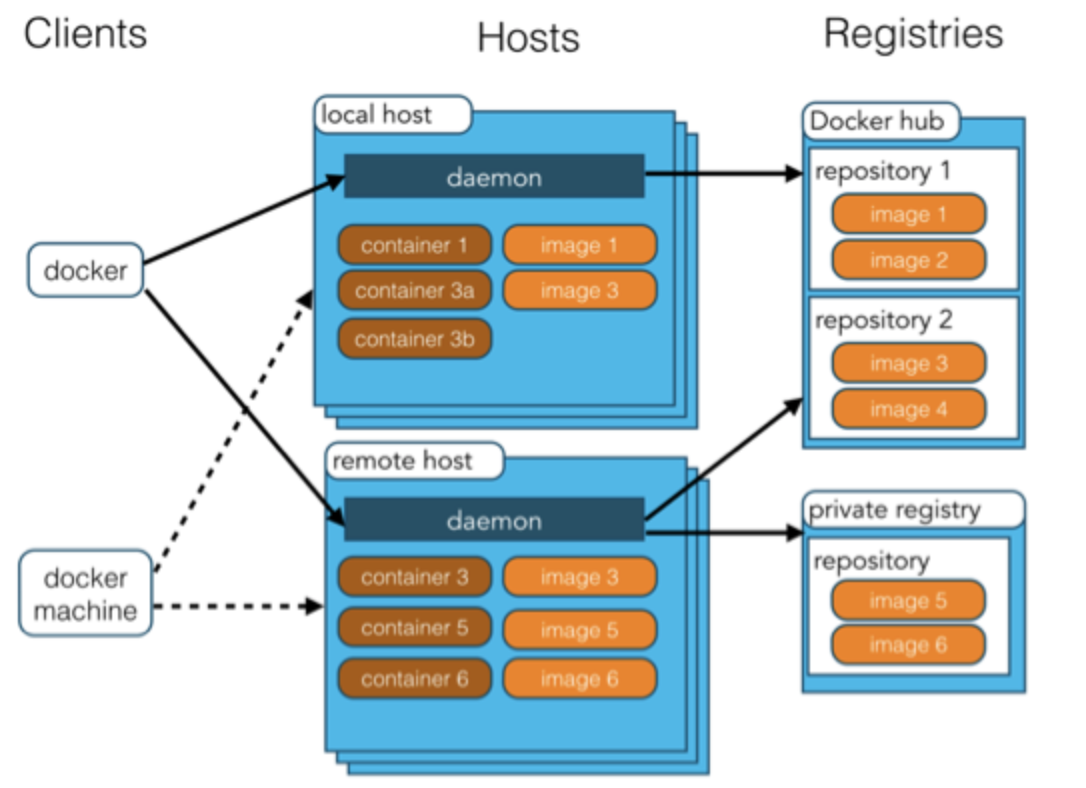 Clients
Hosts
Registries
docker
docker
machine
local host
daemon
container 1
image 1
container 3a
image 3
container 3b
remote host
daemon
container 3
image 3
container 5
image 5
container 6
image 6
Docker hub
repository 1
image 1
image 2
repository 2
image 3
image 4
private registry
repository
image 5
image 6